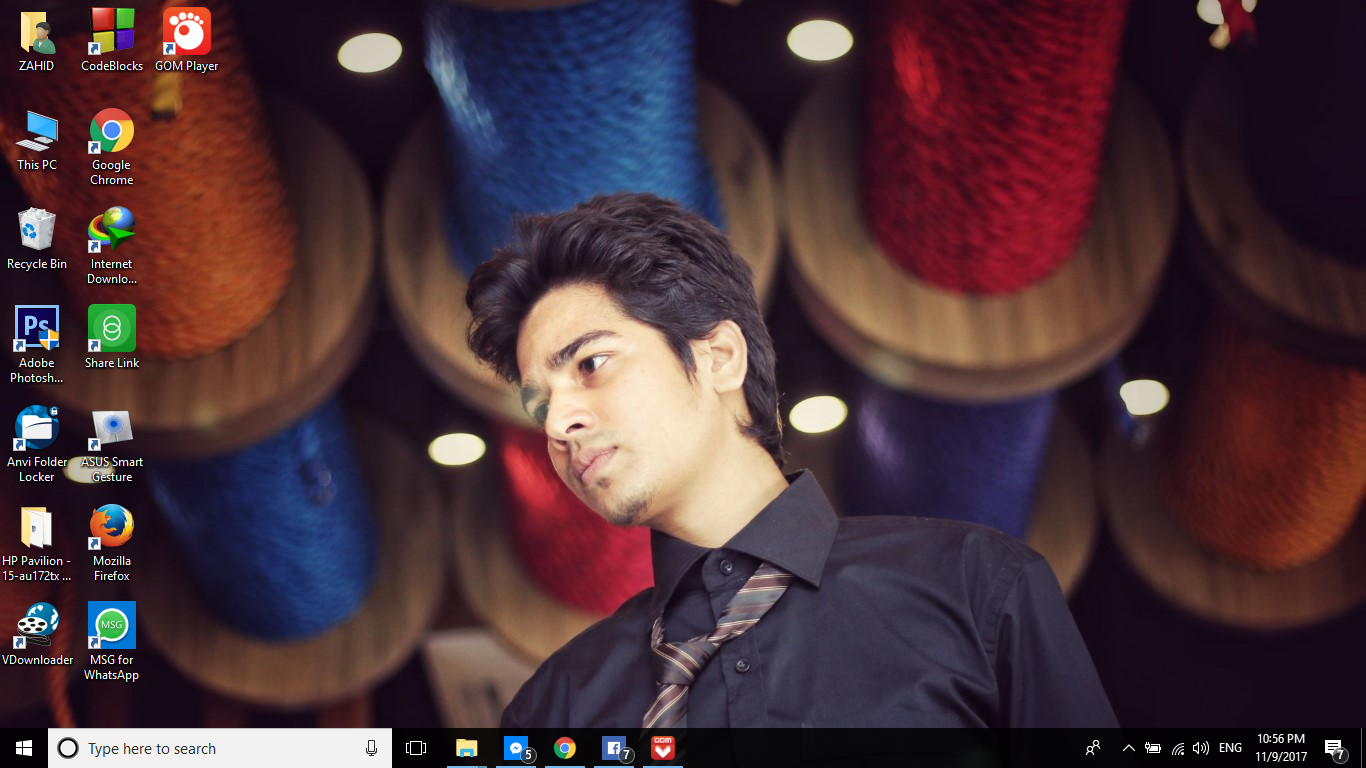 ZAHID
CodeBlocks
GOM Player
This PC
Google
Chrome
Recycle Bin
Internet
Downlo...
Ps
Adobe
Photosh...
Share Link
Anvi Folder
Locker
ASUS Smart
Gesture
HP Pavilion -
15-au172tx ...
Mozilla
Firefox
VDownloader
MSG
MSG for
WhatsApp
Type here to search
5
7
GOM
ENG
10:56 PM
11/9/2017
7